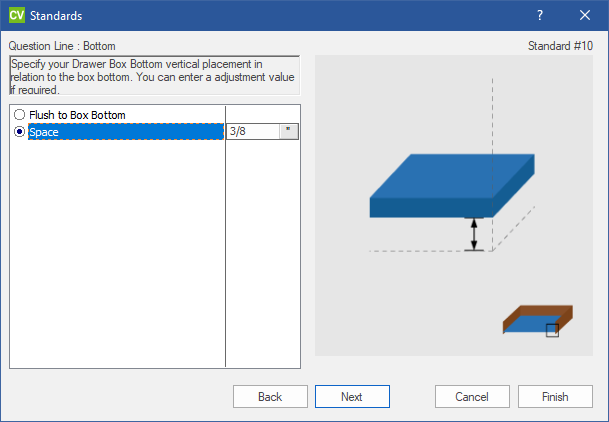 CV Standards ?
Question Line : Bottom
Standard #10
Specify your Drawer Box Bottom vertical placement in
relation to the box bottom. You can enter a adjustment value
if required.
Flush to Box Bottom
Space 3/8 "
Back Next Cancel Finish